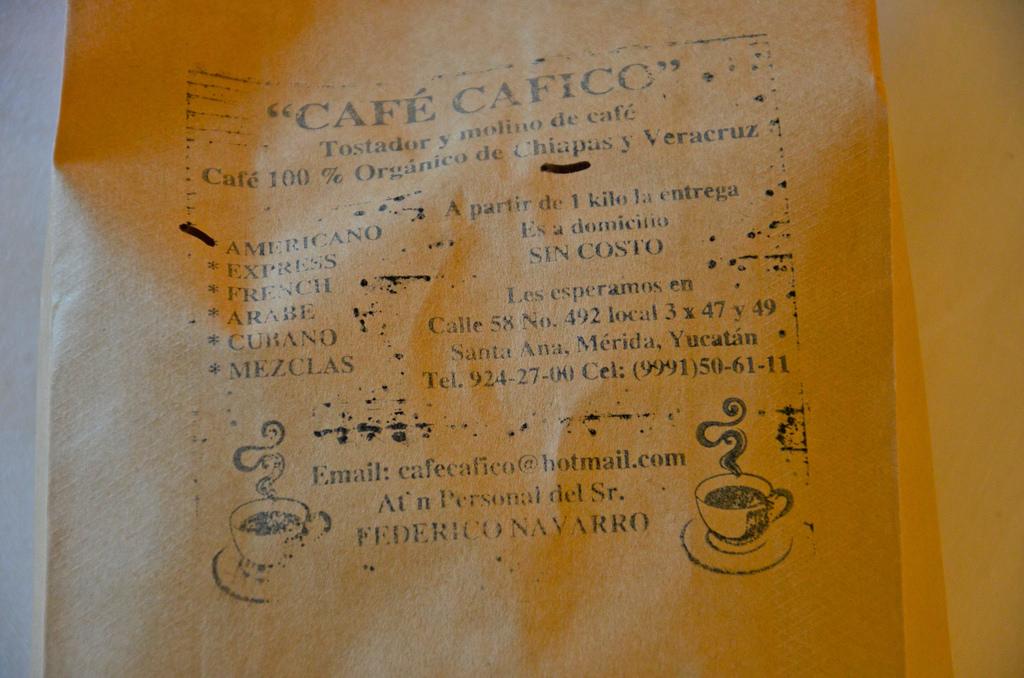 “CAFÉ CAFICO”
Tostador y molino de café
Café 100 % Orgánico de Chiapas y Veracruz
* AMERICANO
* EXPRESS
* FRENCH
* ARABE
* CUBANO
* MEZCLAS
A partir de 1 kilo la entrega
Es a domicilio
SIN COSTO
Les esperamos en
Calle 58 No. 492 local 3 x 47 y 49
Santa Ana, Mérida, Yucatán
Tel. 924-27-00 Cel: (9991)50-61-11
Email: cafecafico@hotmail.com
At´n Personal del Sr.
FEDERICO NAVARRO